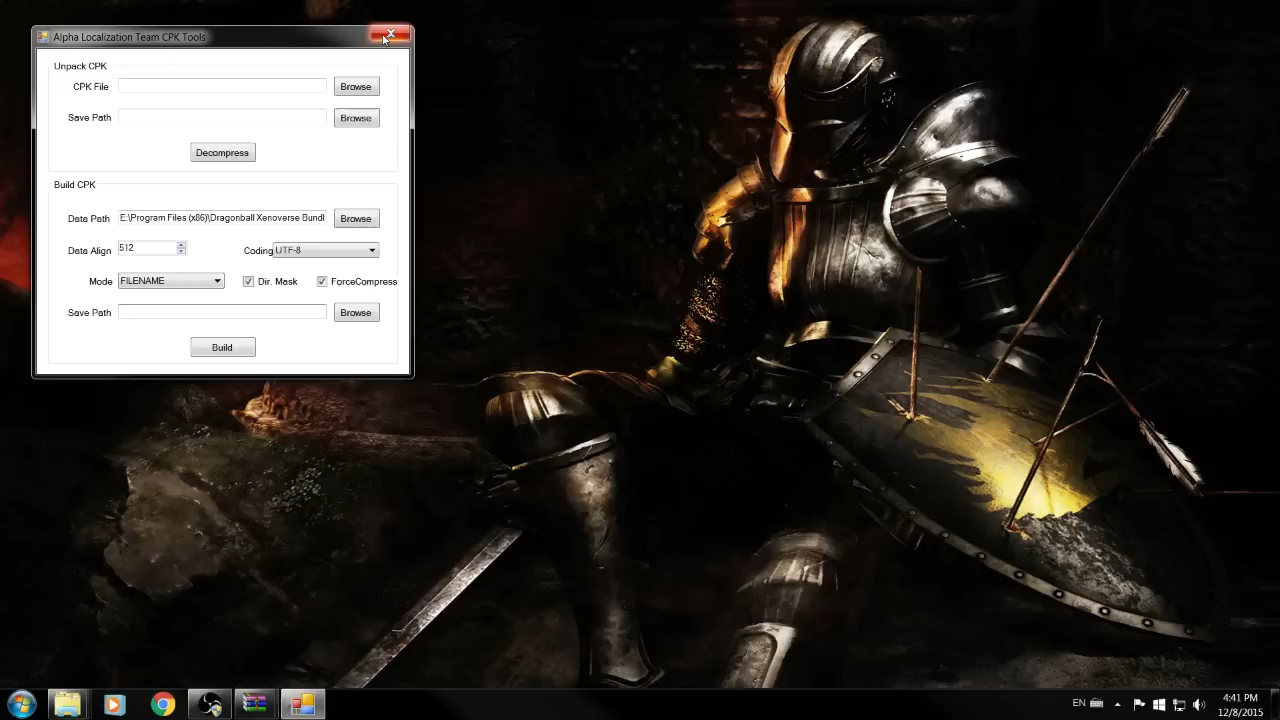 Alpha Localization Team CPK Tools
Unpack CPK
CPK File
Browse
Save Path
Browse
Decompress
Build CPK
Data Path E:\Program Files (x86)\Dragonball Xenoverse Bundl Browse
Data Align 512 Coding UTF-8
Mode FILENAME Dir. Mask ForceCompress
Save Path Browse
Build
EN 4:41 PM
12/8/2015